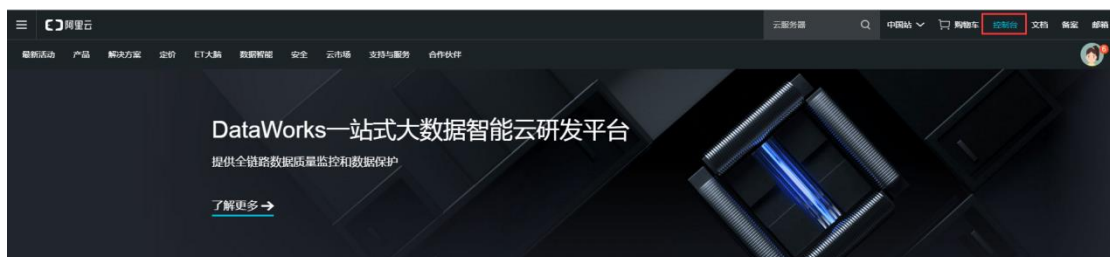 阿里云 云服务器 中国站 购物车 控制台 文档 备案 邮箱
最新活动 产品 解决方案 定价 ET大脑 数据智能 安全 云市场 支持与服务 合作伙伴
DataWorks一站式大数据智能云研发平台
提供全链路数据质量监控和数据保护
了解更多→